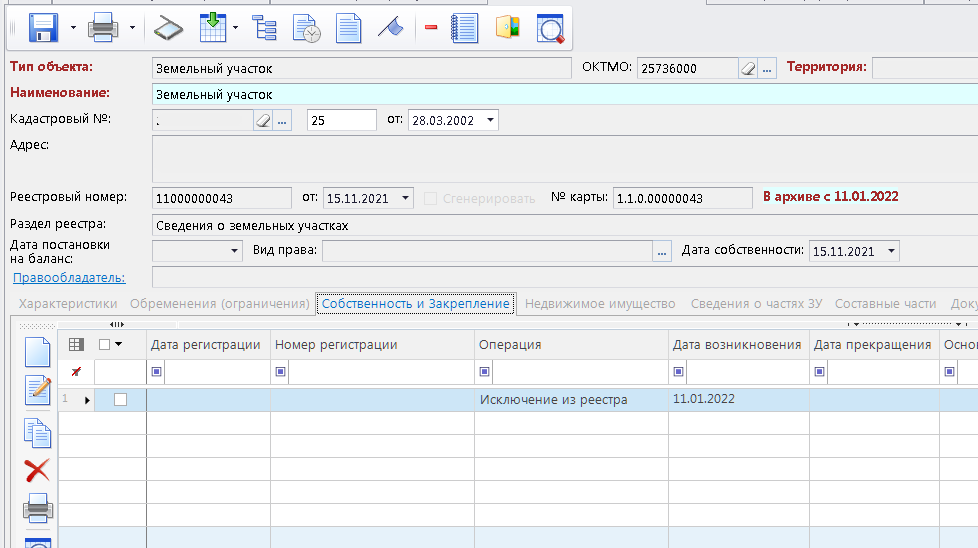 Тип объекта: Земельный участок ОКТМО: 25736000 ... Территория:
Наименование: Земельный участок
Кадастровый №: : ... 25 от: 28.03.2002
Адрес:
Реестровый номер: 11000000043 от: 15.11.2021 Сгенерировать № карты: 1.1.0.00000043 В архиве с 11.01.2022
Раздел реестра: Сведения о земельных участках
Дата постановки
на баланс: Вид права: ... Дата собственности: 15.11.2021
Правообладатель:
Характеристики Обременения (ограничения) Собственность и Закрепление Недвижимое имущество Сведения о частях ЗУ Составные части Доку
Дата регистрации Номер регистрации Операция Дата возникновения Дата прекращения Основ
1 Исключение из реестра 11.01.2022